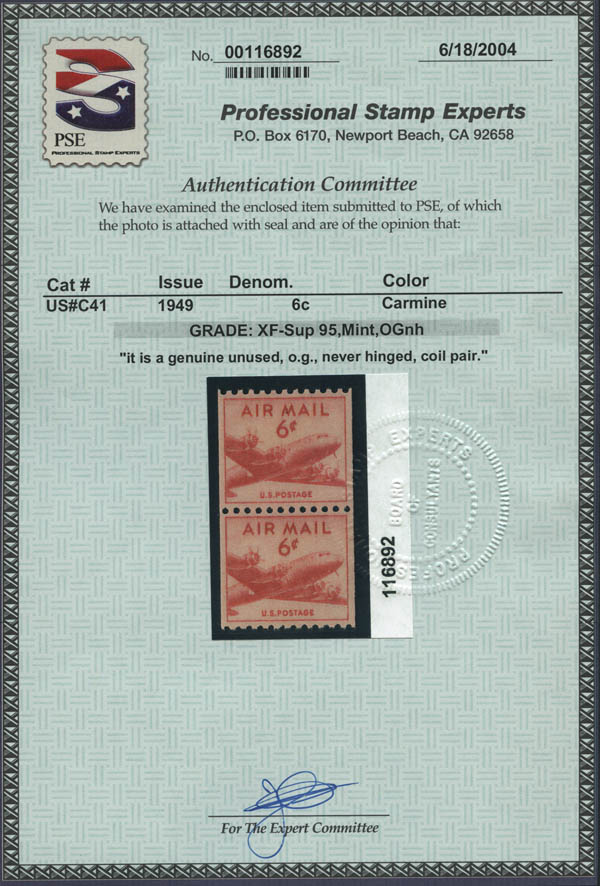 No. 00116892
6/18/2004
PSE
PROFESSIONAL STAMP EXPERTS
Professional Stamp Experts
P.O. Box 6170, Newport Beach, CA 92658
Authentication Committee
We have examined the enclosed item submitted to PSE, of which
the photo is attached with seal and are of the opinion that:
Cat # Issue Denom. Color
US#C41 1949 6c Carmine
GRADE: XF-Sup 95,Mint,OGnh
"it is a genuine unused, o.g., never hinged, coil pair."
AIR MAIL
6¢
U.S. POSTAGE
AIR MAIL
6¢
U.S. POSTAGE
116892
EXPERTS
BOARD
OF
CONSULTANTS
For The Expert Committee